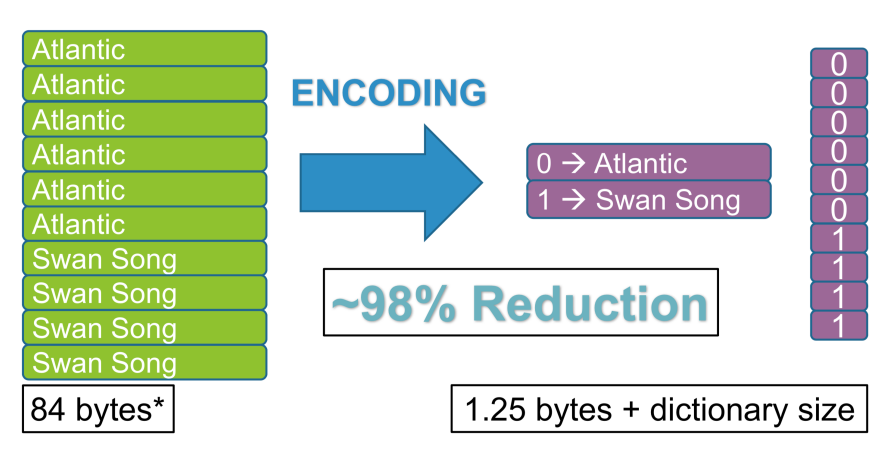 Atlantic
Atlantic
Atlantic
Atlantic
Atlantic
Atlantic
Swan Song
Swan Song
Swan Song
Swan Song
84 bytes*
ENCODING
0 → Atlantic
1 → Swan Song
~98% Reduction
0
0
0
0
0
0
1
1
1
1
1.25 bytes + dictionary size